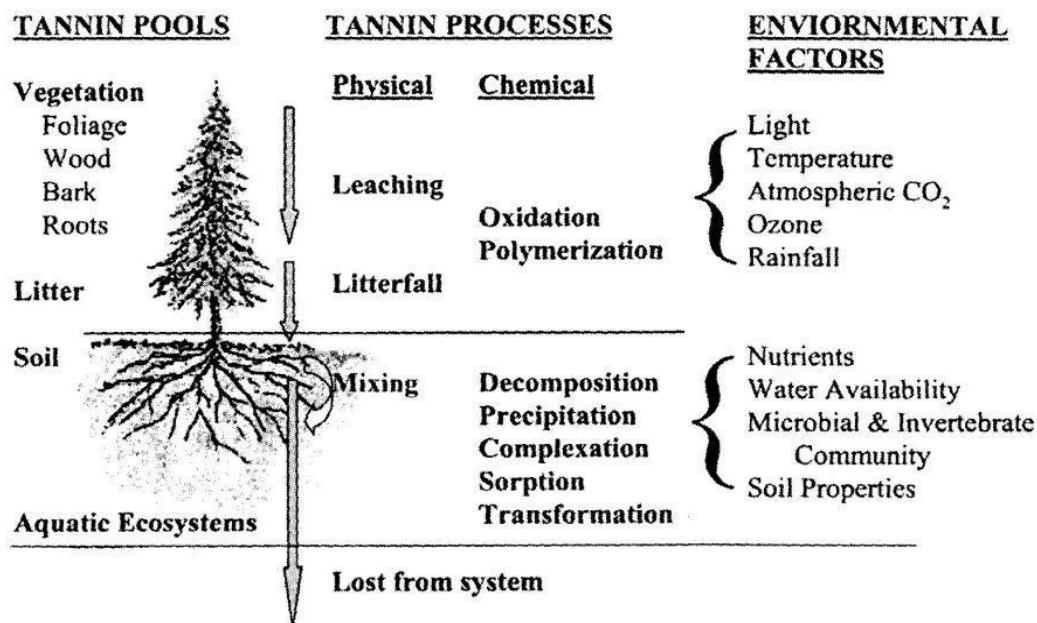 TANNIN POOLS
TANNIN PROCESSES
ENVIORNMENTAL
FACTORS
Physical
Chemical
Vegetation
Foliage
Wood
Bark
Roots
Litter
Soil
Aquatic Ecosystems
Leaching
Litterfall
Mixing
Lost from system
Oxidation
Polymerization
Decomposition
Precipitation
Complexation
Sorption
Transformation
Light
Temperature
Atmospheric CO₂
Ozone
Rainfall
Nutrients
Water Availability
Microbial & Invertebrate
Community
Soil Properties